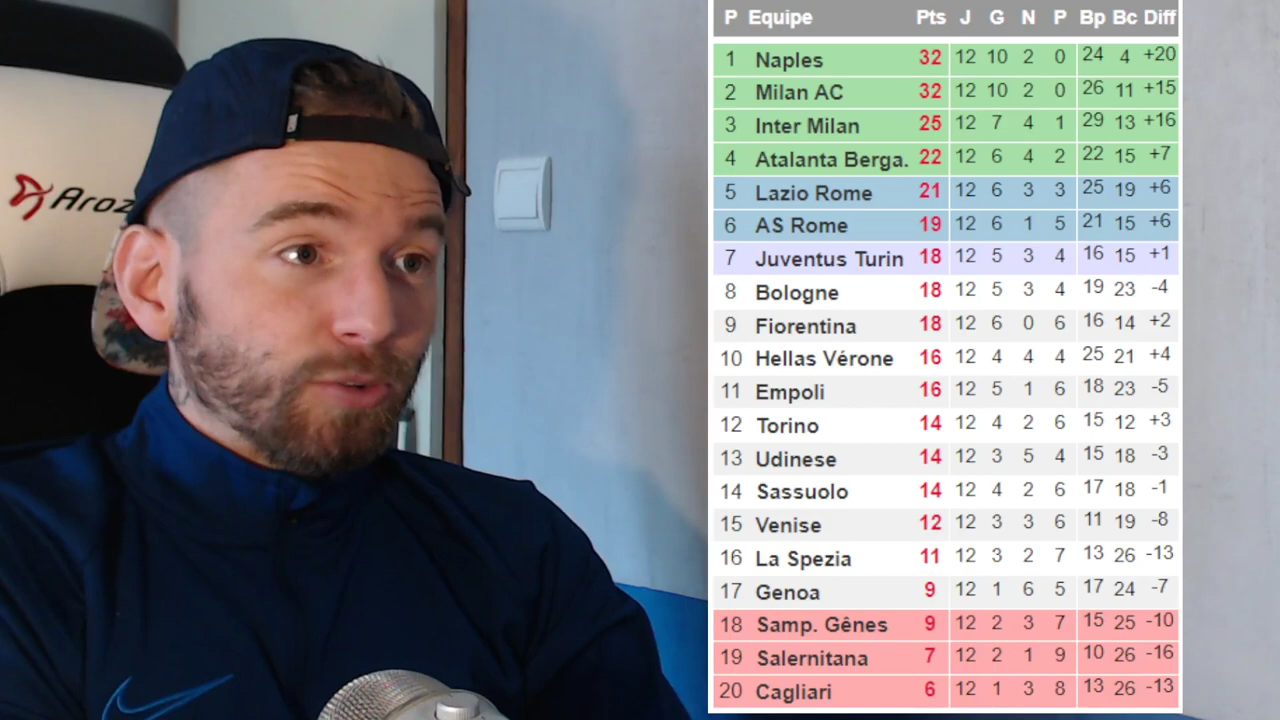 Aroz
P Equipe Pts J G N P Bp Bc Diff
1 Naples 32 12 10 2 0 24 4 +20
2 Milan AC 32 12 10 2 0 26 11 +15
3 Inter Milan 25 12 7 4 1 29 13 +16
4 Atalanta Berga. 22 12 6 4 2 22 15 +7
5 Lazio Rome 21 12 6 3 3 25 19 +6
6 AS Rome 19 12 6 1 5 21 15 +6
7 Juventus Turin 18 12 5 3 4 16 15 +1
8 Bologne 18 12 5 3 4 19 23 -4
9 Fiorentina 18 12 6 0 6 16 14 +2
10 Hellas Vérone 16 12 4 4 4 25 21 +4
11 Empoli 16 12 5 1 6 18 23 -5
12 Torino 14 12 4 2 6 15 12 +3
13 Udinese 14 12 3 5 4 15 18 -3
14 Sassuolo 14 12 4 2 6 17 18 -1
15 Venise 12 12 3 3 6 11 19 -8
16 La Spezia 11 12 3 2 7 13 26 -13
17 Genoa 9 12 1 6 5 17 24 -7
18 Samp. Gênes 9 12 2 3 7 15 25 -10
19 Salernitana 7 12 2 1 9 10 26 -16
20 Cagliari 6 12 1 3 8 13 26 -13